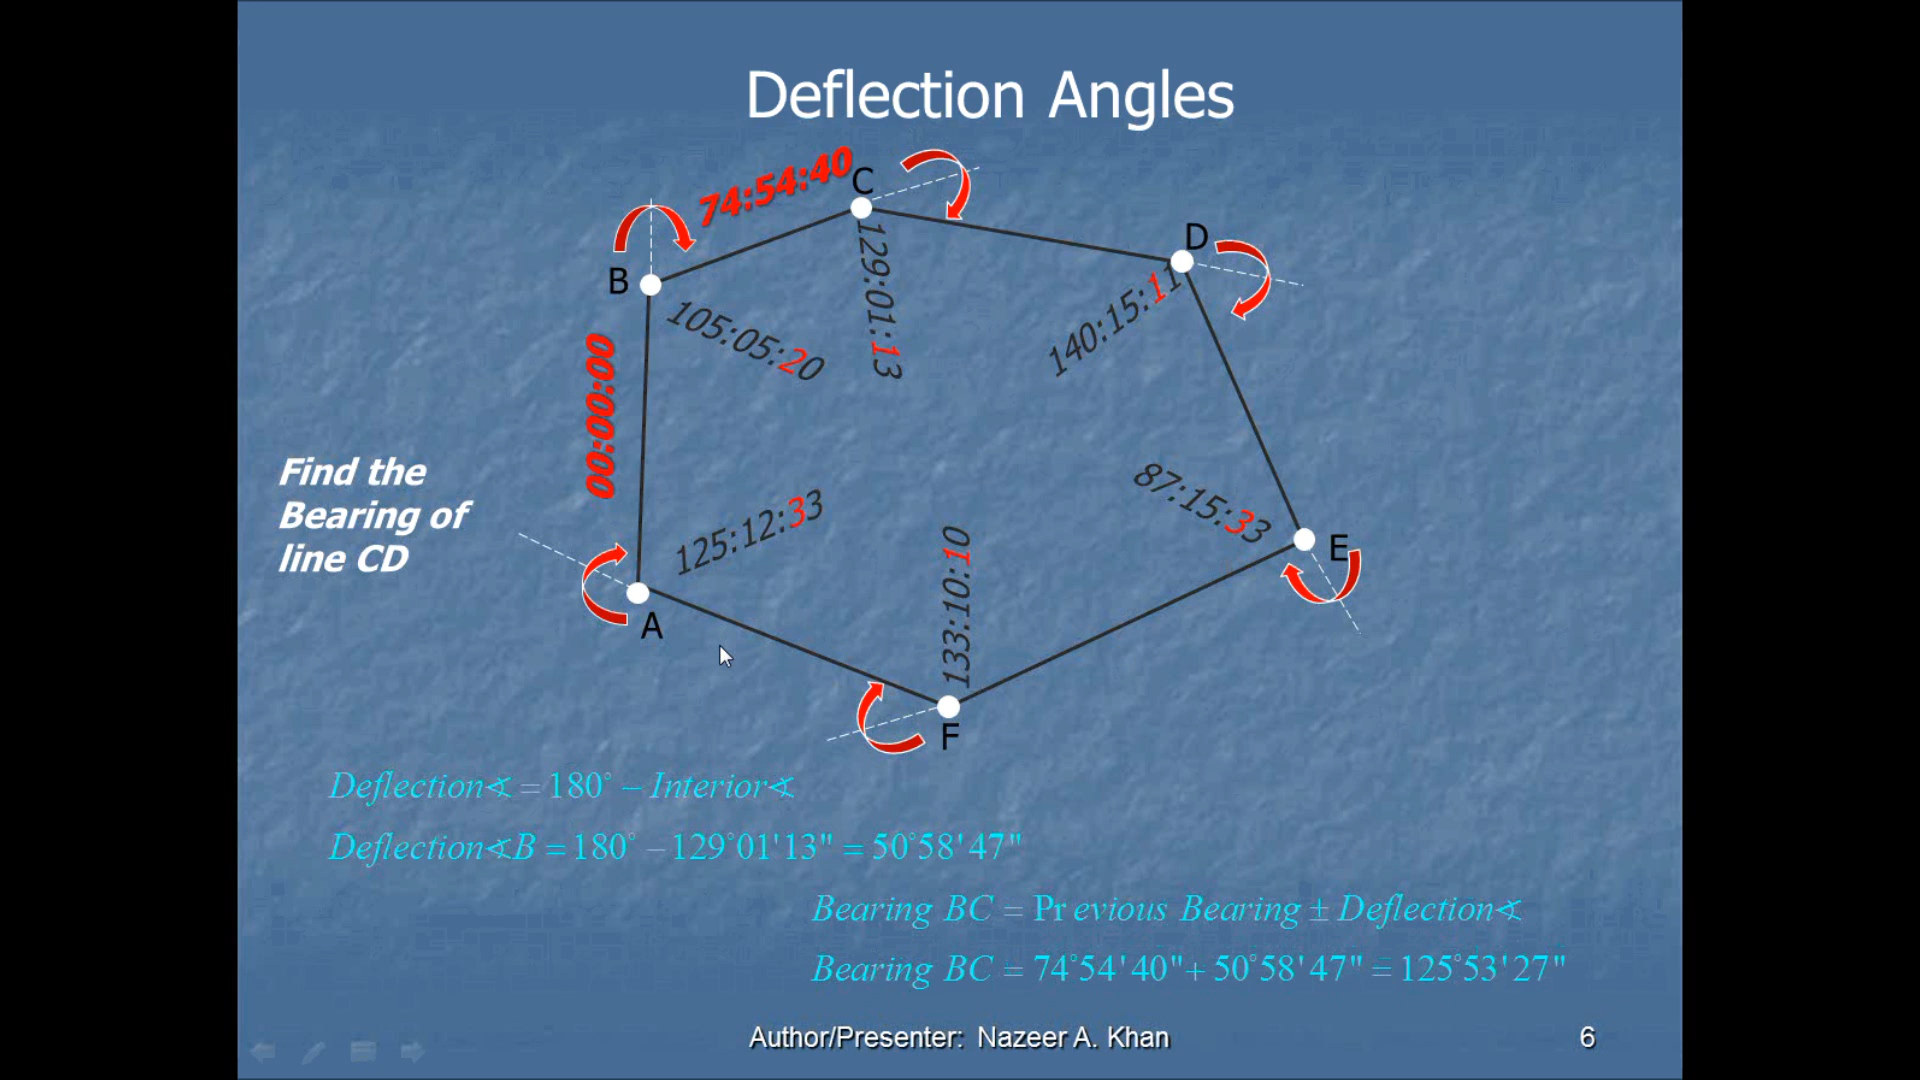 Deflection Angles
74:54:40
C
D
B
105:05:20
129:01:13
140:15:11
00:00:00
Find the
Bearing of
line CD
125:12:33
133:10:10
87:15:33
E
A
F
Deflection∢ = 180° – Interior∢
Deflection∢B = 180° – 129°01'13" = 50°58'47"
Bearing BC = Pr evious Bearing ± Deflection∢
Bearing BC = 74°54'40"+ 50°58'47" = 125°53'27"
Author/Presenter: Nazeer A. Khan
6